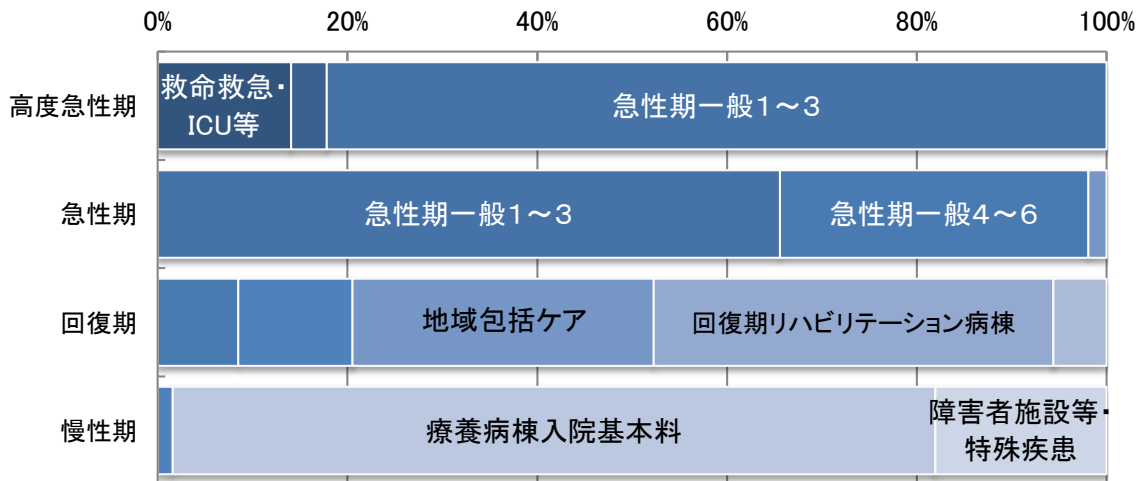 0% 20% 40% 60% 80% 100%
高度急性期
救命救急・
ICU等
急性期一般1～3
急性期
急性期一般1～3
急性期一般4～6
回復期
地域包括ケア
回復期リハビリテーション病棟
慢性期
療養病棟入院基本料
障害者施設等・
特殊疾患